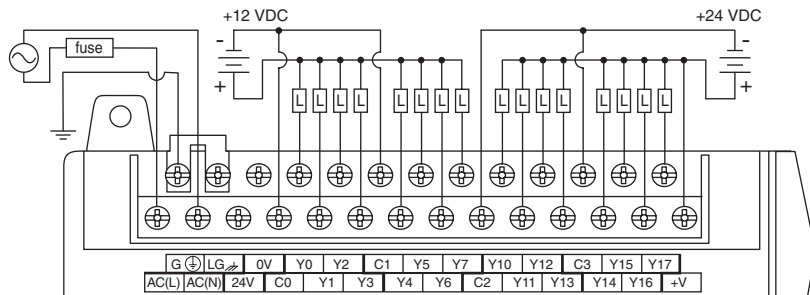 +12 VDC +24 VDC
- -
fuse
+ +
L L L L L L L L L L L L L L L L
G LG 0V Y0 Y2 C1 Y5 Y7 Y10 Y12 C3 Y15 Y17
AC(L) AC(N) 24V C0 Y1 Y3 Y4 Y6 C2 Y11 Y13 Y14 Y16 +V